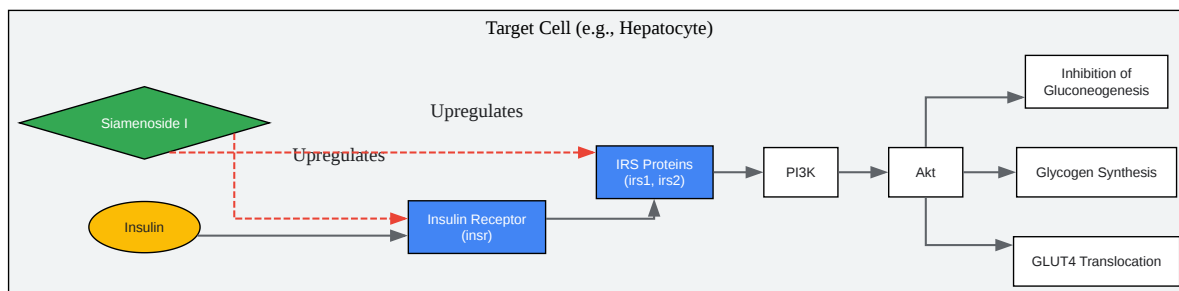 Target Cell (e.g., Hepatocyte)
Inhibition of
Gluconeogenesis
Siamenoside I
Upregulates
Upregulates
IRS Proteins
(irs1, irs2)
PI3K
Akt
Glycogen Synthesis
Insulin
Insulin Receptor
(insr)
GLUT4 Translocation